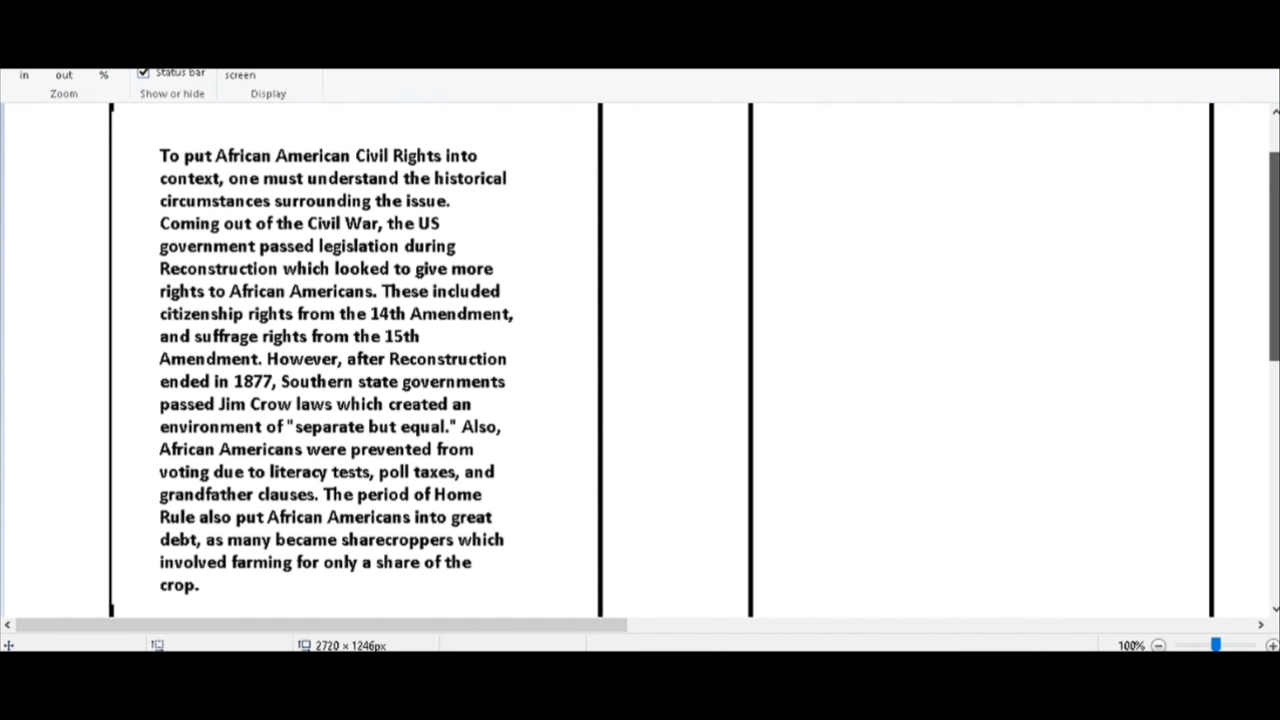 in out % Status bar screen
Zoom Show or hide Display
To put African American Civil Rights into
context, one must understand the historical
circumstances surrounding the issue.
Coming out of the Civil War, the US
government passed legislation during
Reconstruction which looked to give more
rights to African Americans. These included
citizenship rights from the 14th Amendment,
and suffrage rights from the 15th
Amendment. However, after Reconstruction
ended in 1877, Southern state governments
passed Jim Crow laws which created an
environment of "separate but equal." Also,
African Americans were prevented from
voting due to literacy tests, poll taxes, and
grandfather clauses. The period of Home
Rule also put African Americans into great
debt, as many became sharecroppers which
involved farming for only a share of the
crop.
2720 × 1246px 100%